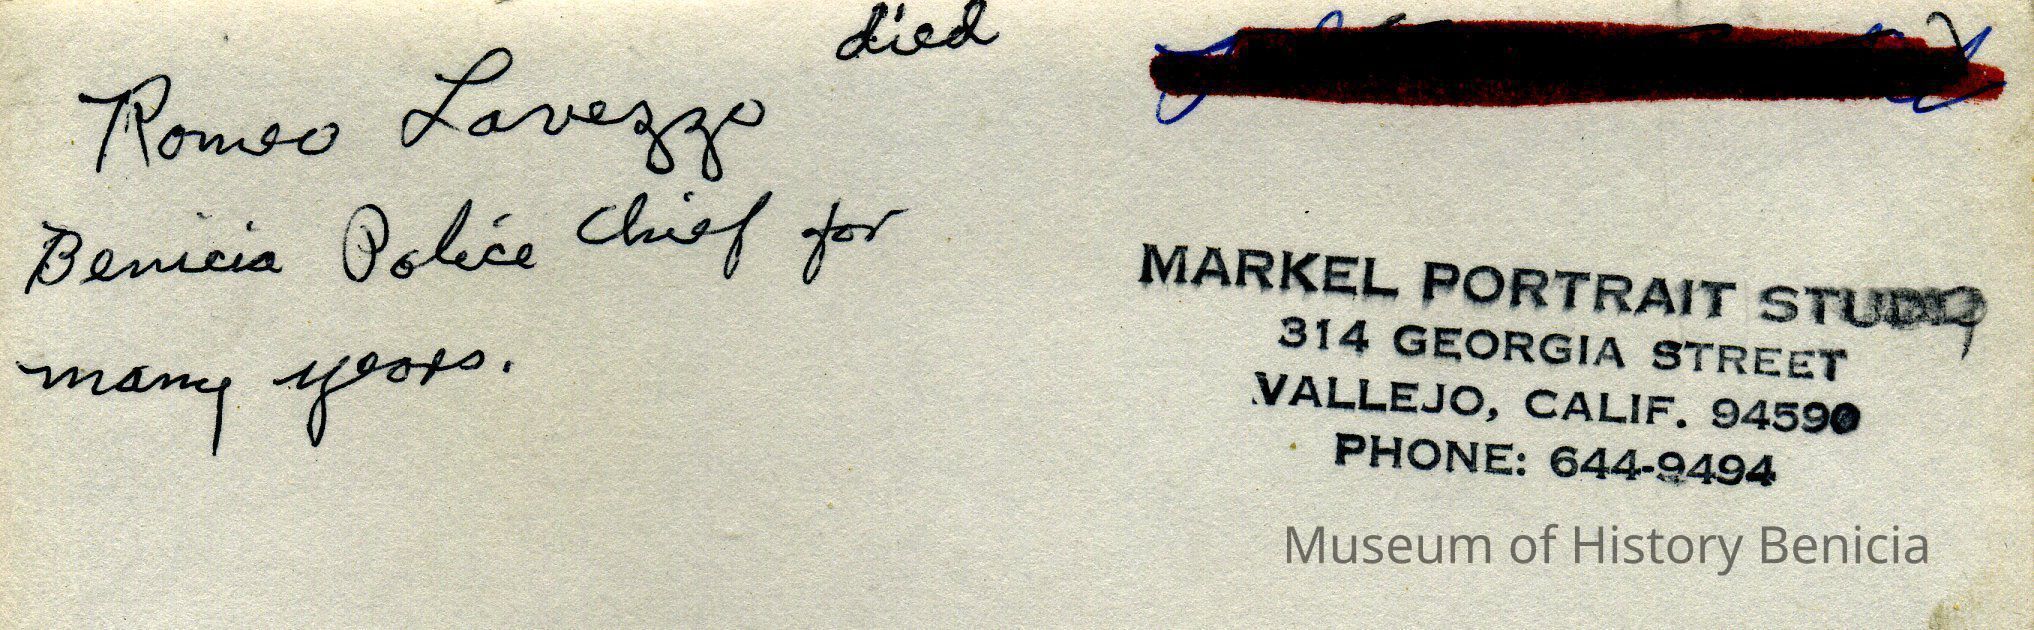 died
Romeo Lavezzo
Benicia Police Chief for
many years.
MARKEL PORTRAIT STUDIO
314 GEORGIA STREET
VALLEJO, CALIF. 94590
PHONE: 644-9494
Museum of History Benicia